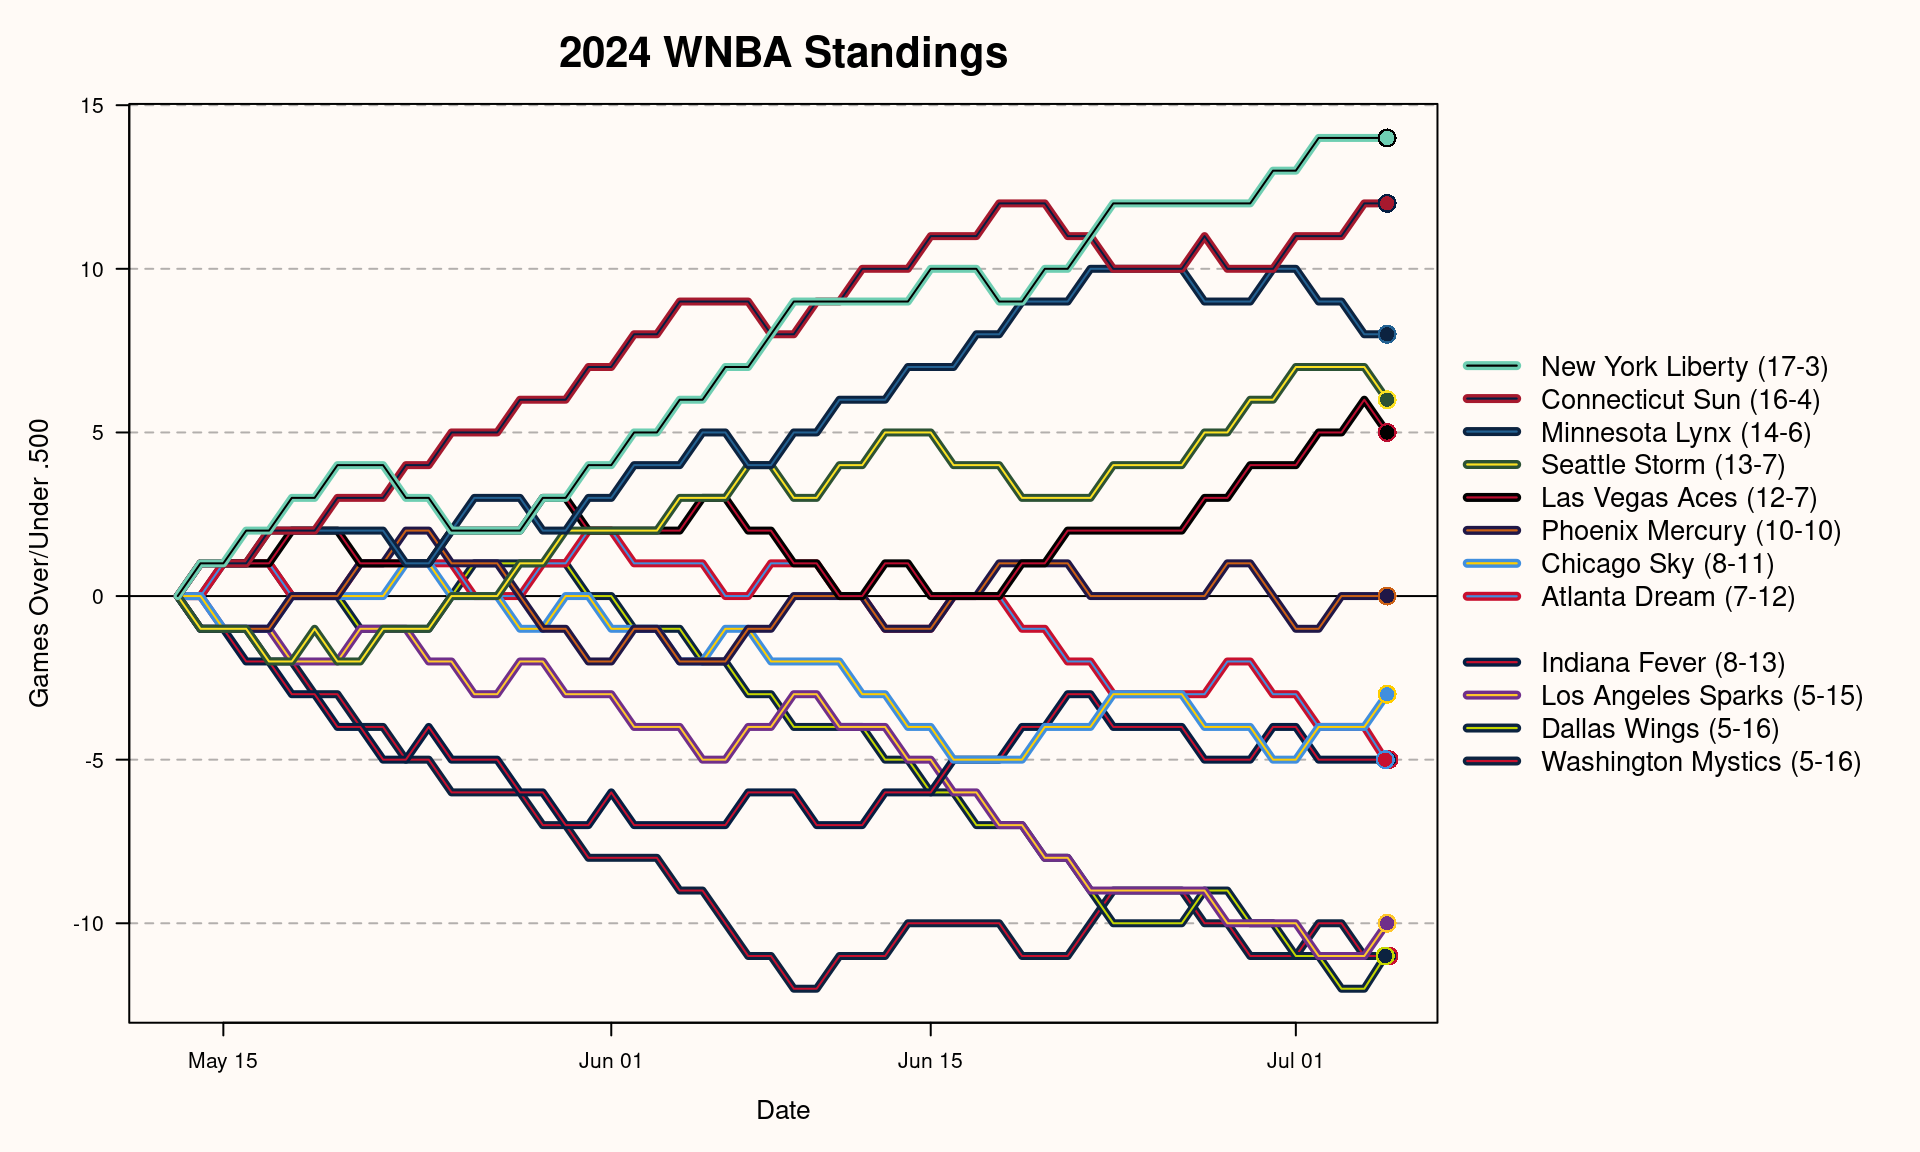 2024 WNBA Standings
15
10
5
0
-5
-10
Games Over/Under .500
May 15
Jun 01
Jun 15
Jul 01
Date
New York Liberty (17-3)
Connecticut Sun (16-4)
Minnesota Lynx (14-6)
Seattle Storm (13-7)
Las Vegas Aces (12-7)
Phoenix Mercury (10-10)
Chicago Sky (8-11)
Atlanta Dream (7-12)
Indiana Fever (8-13)
Los Angeles Sparks (5-15)
Dallas Wings (5-16)
Washington Mystics (5-16)